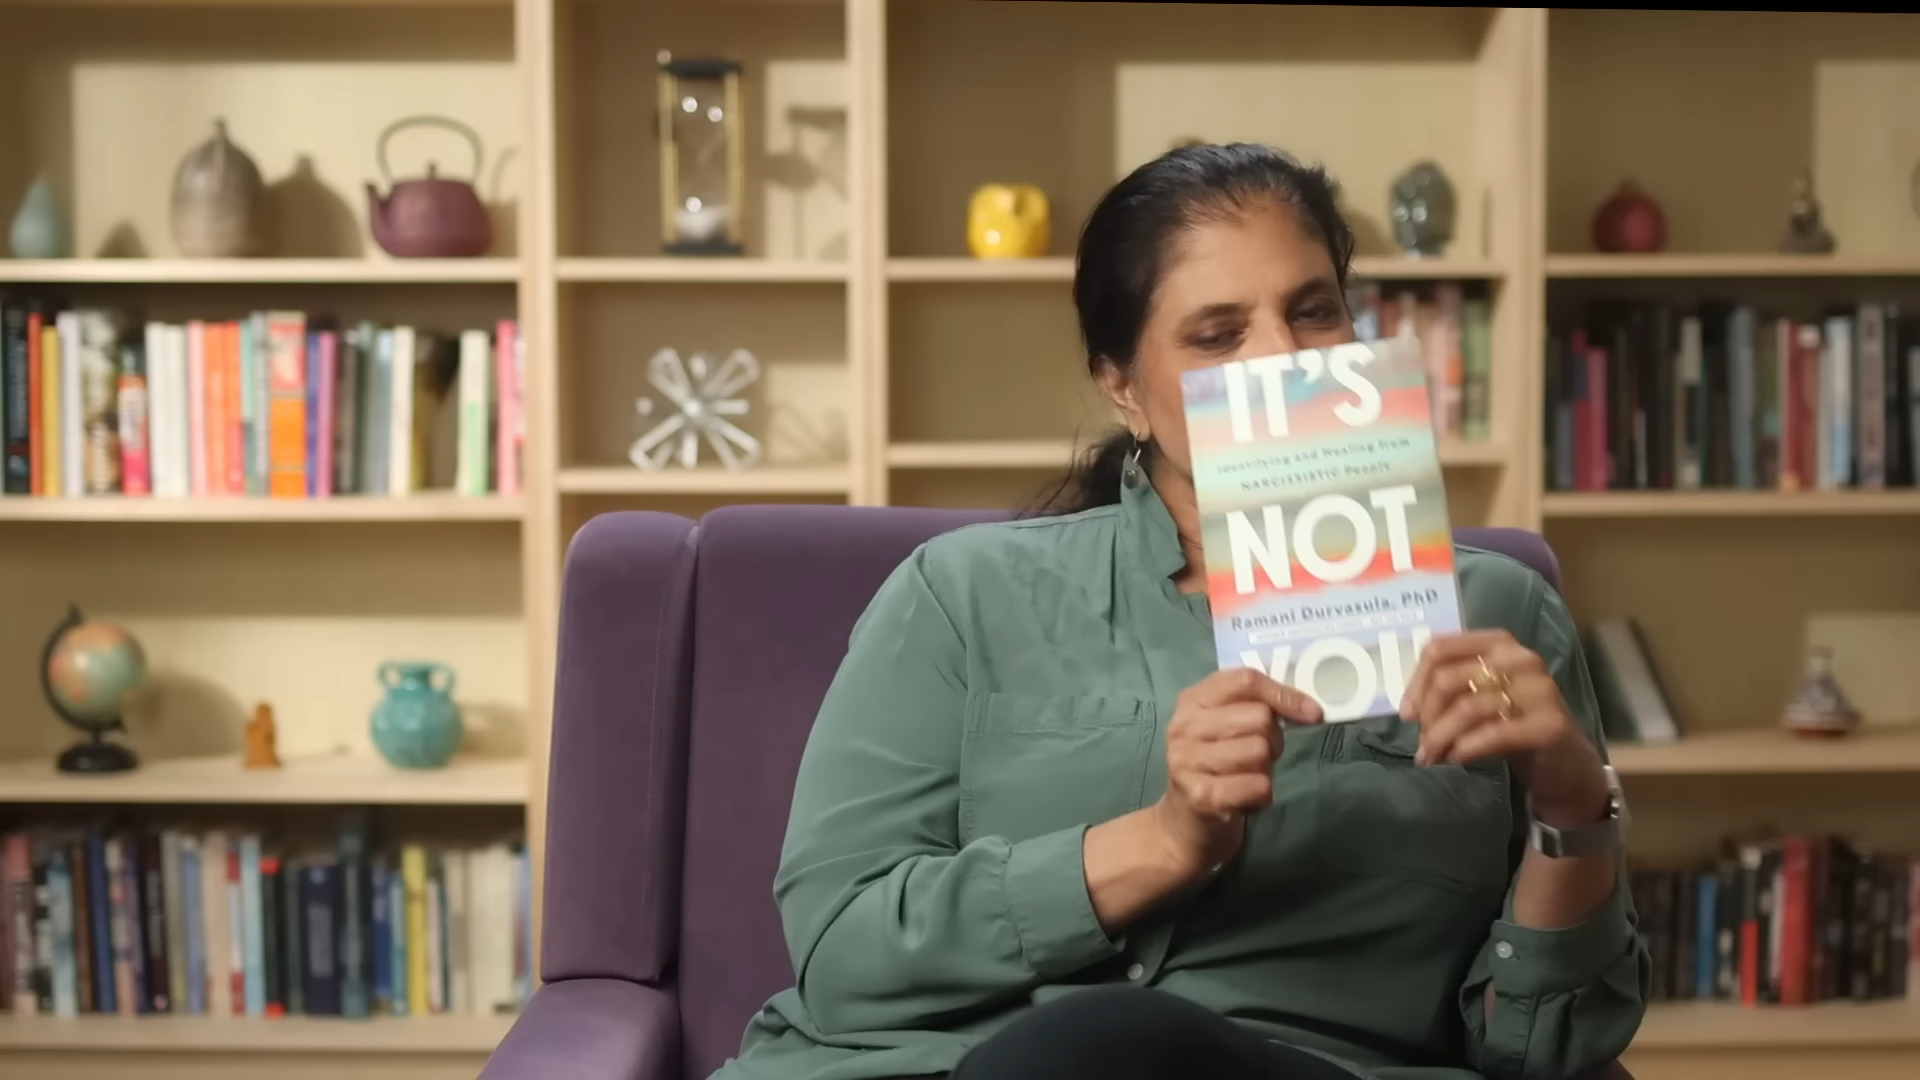 IT'S
Identifying and Healing from
NARCISSISTIC People
NOT
Ramani Durvasula, PhD
YOU